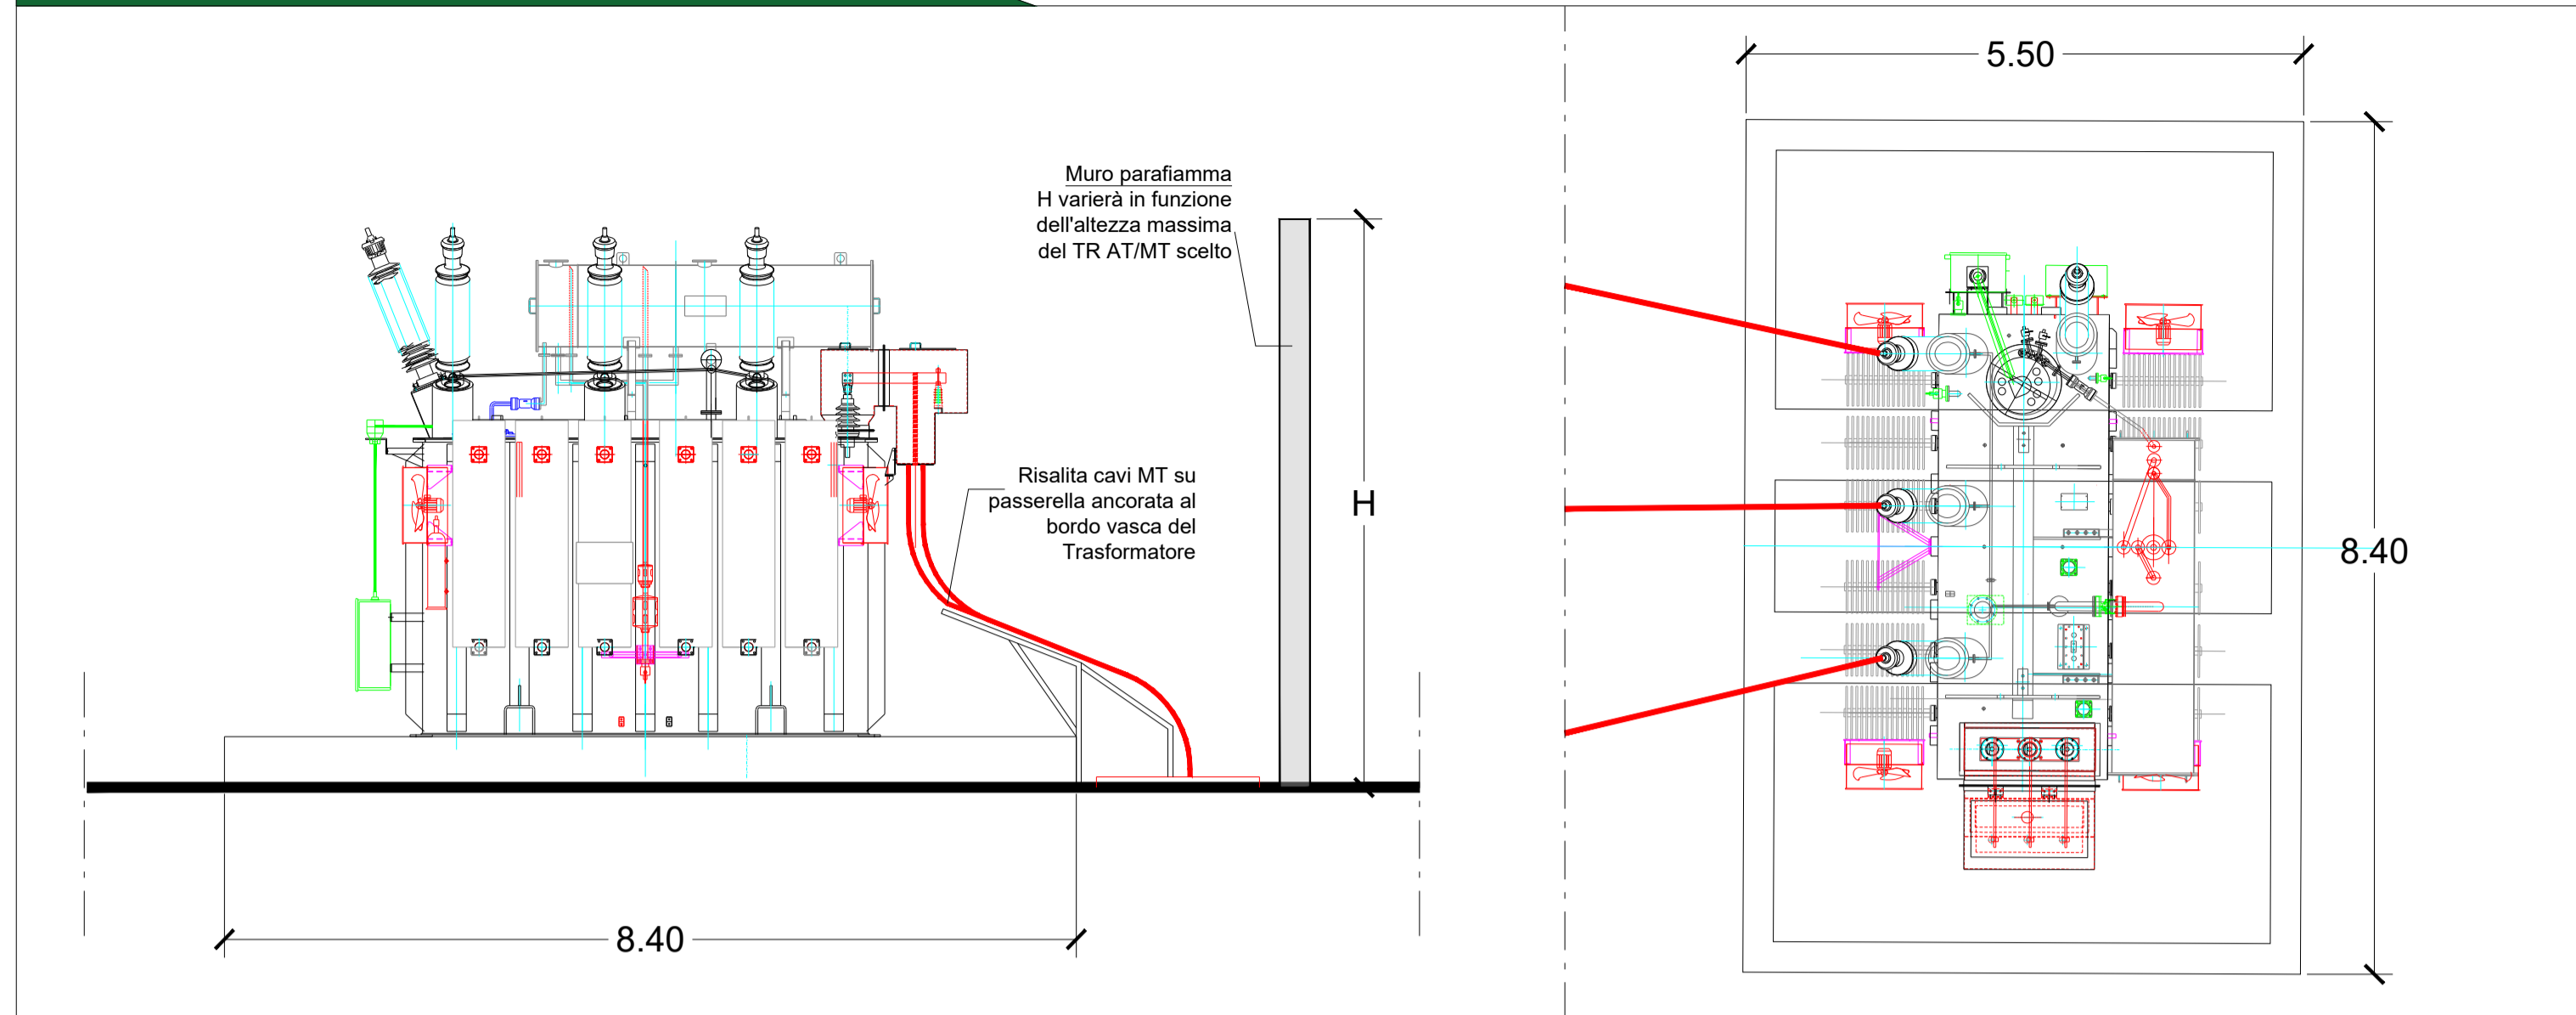 Muro parafiamma
H varierà in funzione
dell'altezza massima
del TR AT/MT scelto
Risalita cavi MT su
passerella ancorata al
bordo vasca del
Trasformatore
H
8.40
5.50
8.40